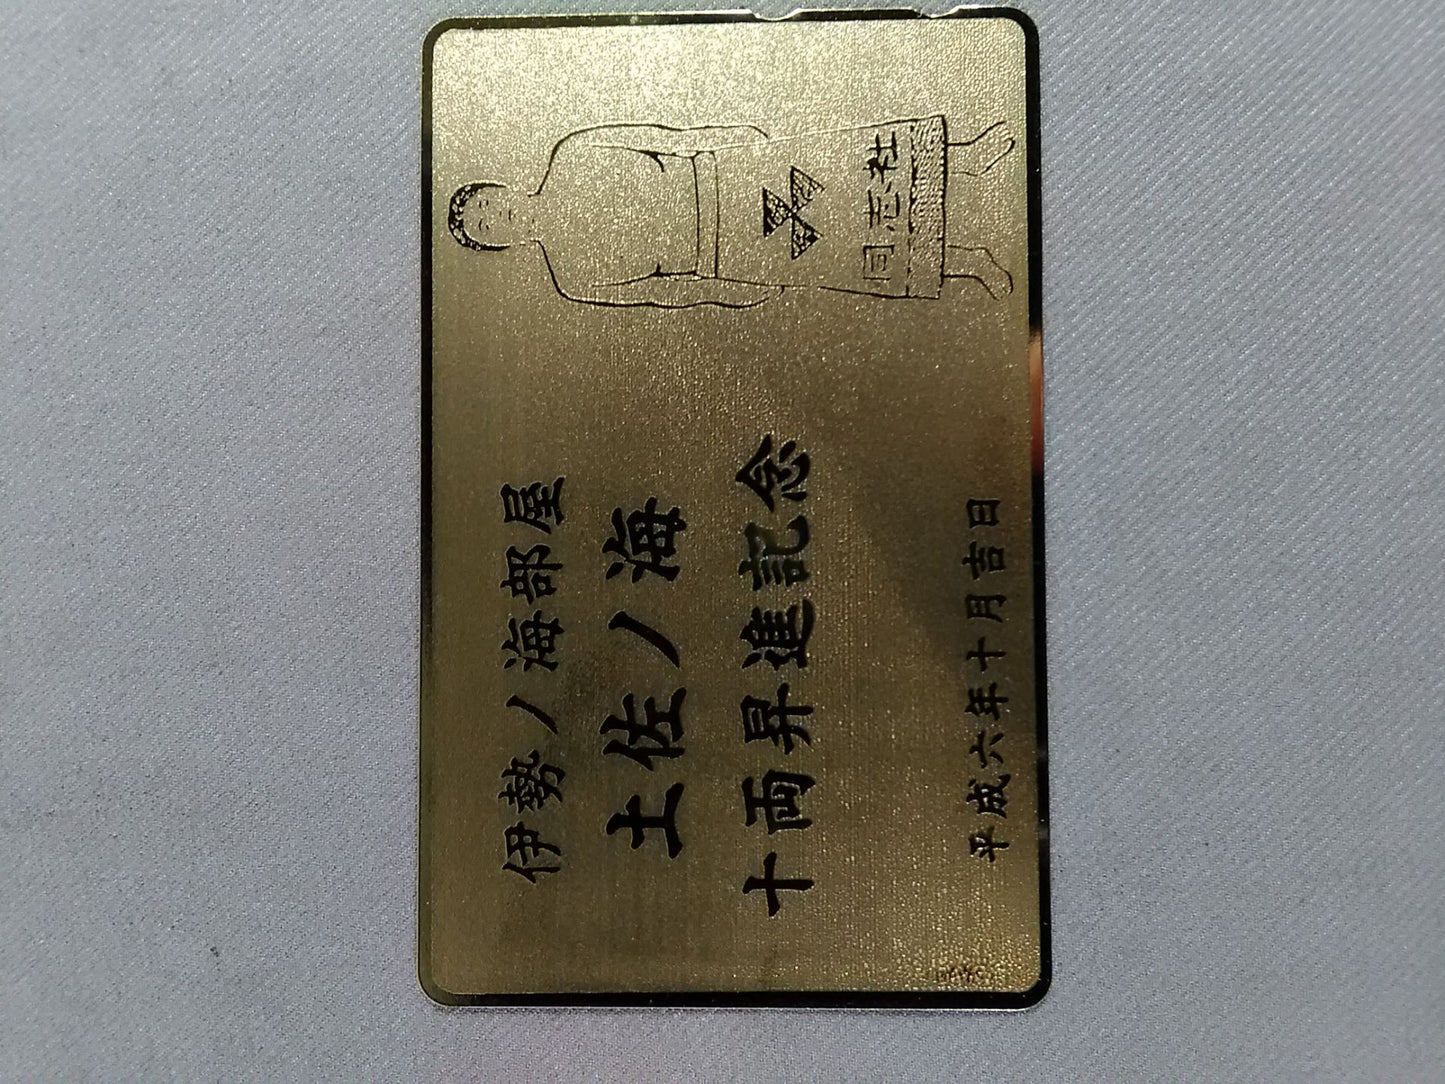 伊勢ノ海部屋
土佐ノ海
十両昇進記念
平成六年十月吉日
同志社